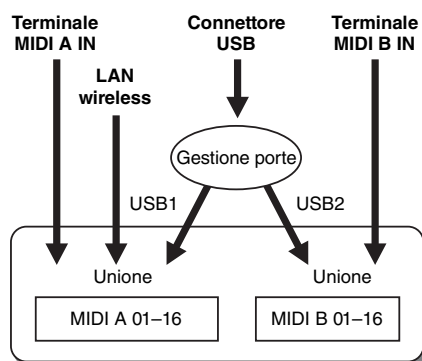 Terminale
MIDI A IN
LAN
wireless
Connettore
USB
Terminale
MIDI B IN
Gestione porte
USB1
USB2
Unione
Unione
MIDI A 01–16
MIDI B 01–16